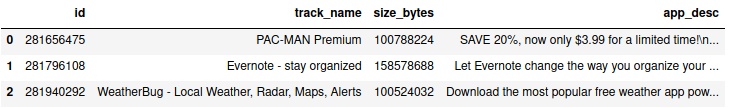 id track_name size_bytes app_desc
0 281656475 PAC-MAN Premium 100788224 SAVE 20%, now only $3.99 for a limited time!\n...
1 281796108 Evernote - stay organized 158578688 Let Evernote change the way you organize your ...
2 281940292 WeatherBug - Local Weather, Radar, Maps, Alerts 100524032 Download the most popular free weather app pow...